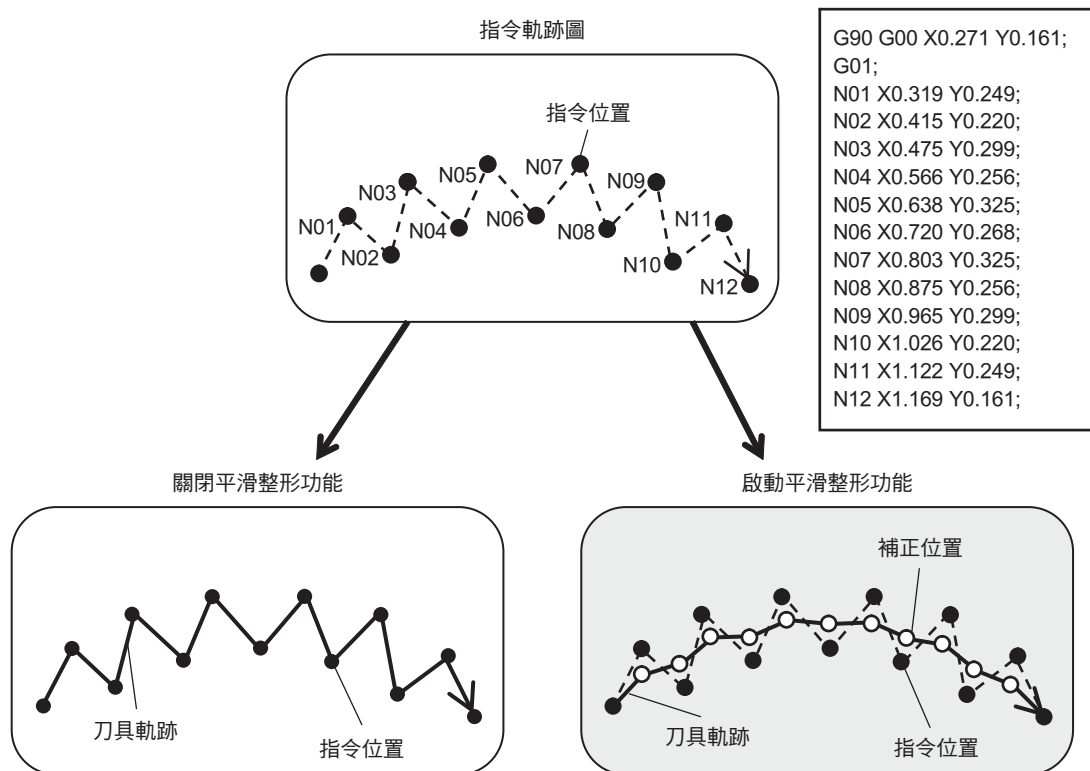 指令軌跡圖
指令位置
N01
N02
N03
N04
N05
N06
N07
N08
N09
N10
N11
N12
G90 G00 X0.271 Y0.161;
G01;
N01 X0.319 Y0.249;
N02 X0.415 Y0.220;
N03 X0.475 Y0.299;
N04 X0.566 Y0.256;
N05 X0.638 Y0.325;
N06 X0.720 Y0.268;
N07 X0.803 Y0.325;
N08 X0.875 Y0.256;
N09 X0.965 Y0.299;
N10 X1.026 Y0.220;
N11 X1.122 Y0.249;
N12 X1.169 Y0.161;
關閉平滑整形功能
刀具軌跡
指令位置
啟動平滑整形功能
補正位置
刀具軌跡
指令位置